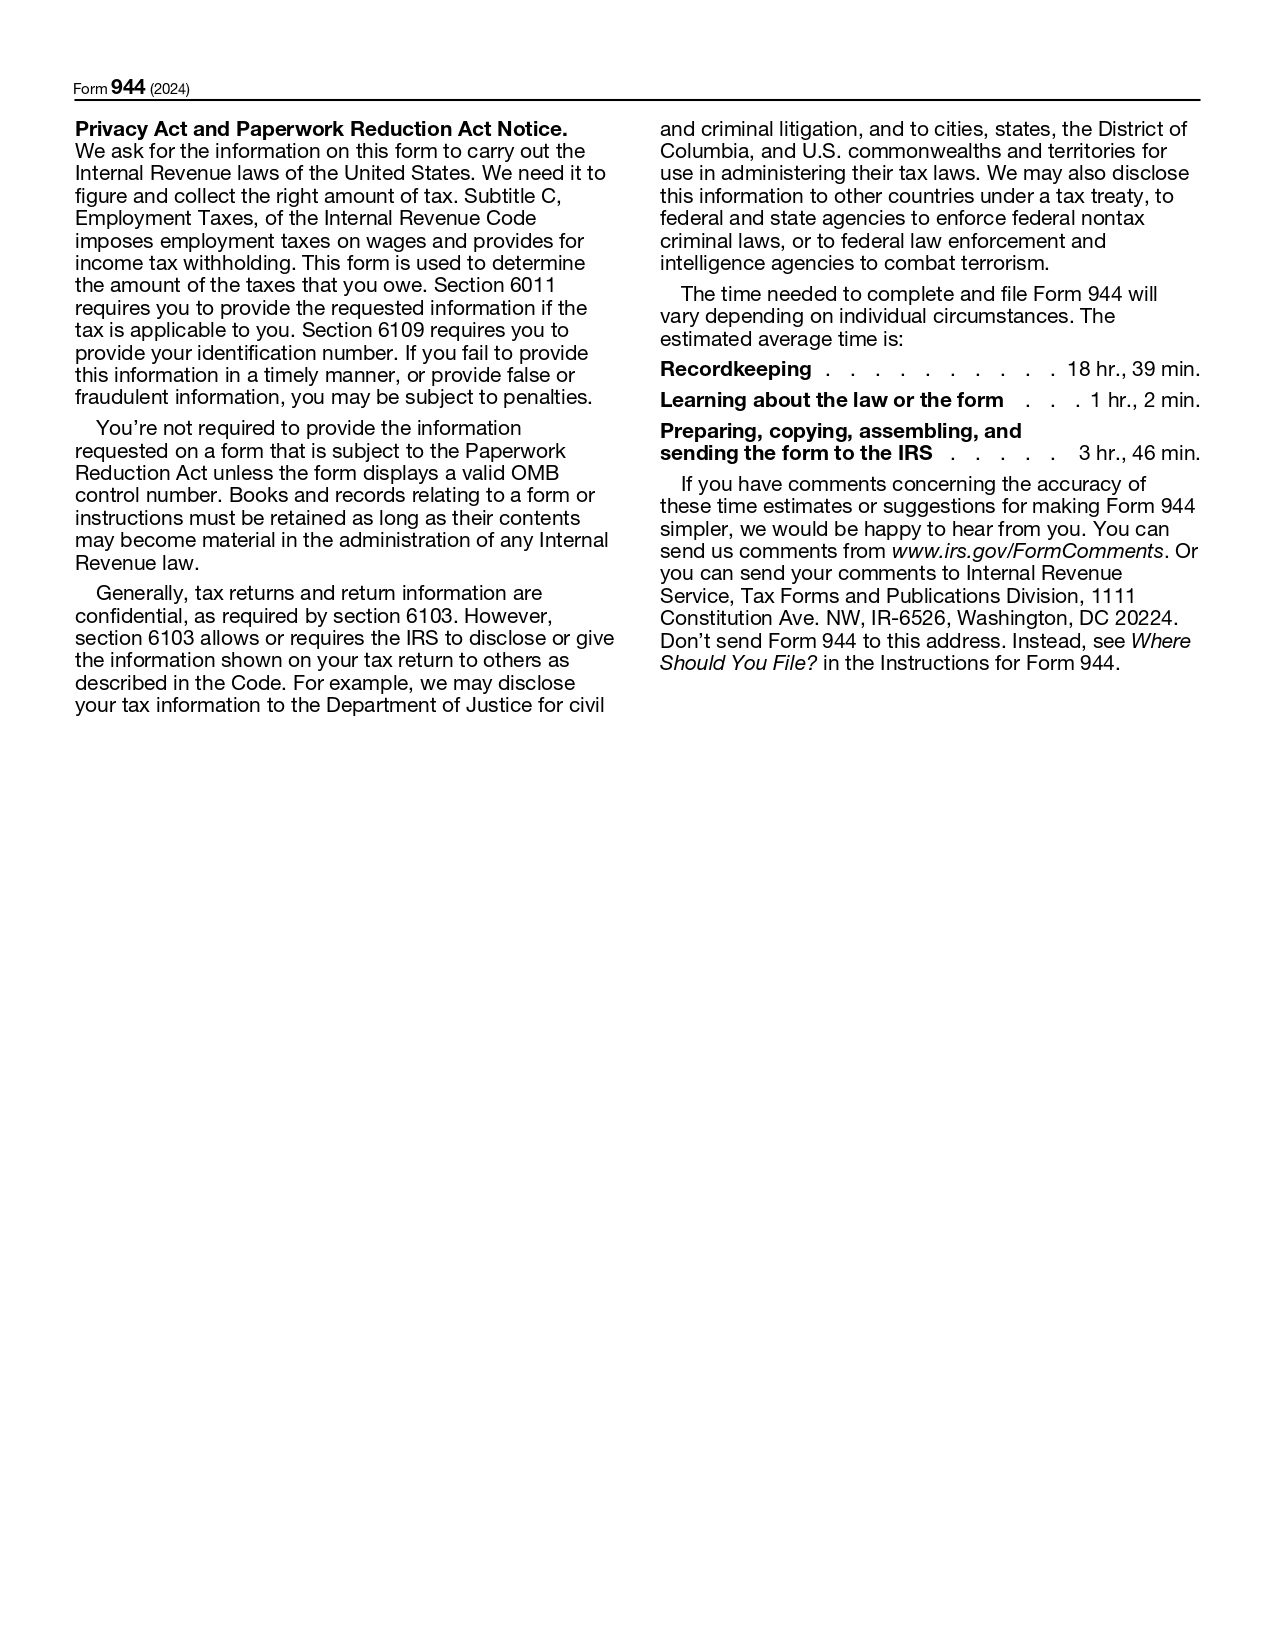 Form 944 (2024)
Privacy Act and Paperwork Reduction Act Notice.
We ask for the information on this form to carry out the
Internal Revenue laws of the United States. We need it to
figure and collect the right amount of tax. Subtitle C,
Employment Taxes, of the Internal Revenue Code
imposes employment taxes on wages and provides for
income tax withholding. This form is used to determine
the amount of the taxes that you owe. Section 6011
requires you to provide the requested information if the
tax is applicable to you. Section 6109 requires you to
provide your identification number. If you fail to provide
this information in a timely manner, or provide false or
fraudulent information, you may be subject to penalties.
You’re not required to provide the information
requested on a form that is subject to the Paperwork
Reduction Act unless the form displays a valid OMB
control number. Books and records relating to a form or
instructions must be retained as long as their contents
may become material in the administration of any Internal
Revenue law.
Generally, tax returns and return information are
confidential, as required by section 6103. However,
section 6103 allows or requires the IRS to disclose or give
the information shown on your tax return to others as
described in the Code. For example, we may disclose
your tax information to the Department of Justice for civil
and criminal litigation, and to cities, states, the District of
Columbia, and U.S. commonwealths and territories for
use in administering their tax laws. We may also disclose
this information to other countries under a tax treaty, to
federal and state agencies to enforce federal nontax
criminal laws, or to federal law enforcement and
intelligence agencies to combat terrorism.
The time needed to complete and file Form 944 will
vary depending on individual circumstances. The
estimated average time is:
Recordkeeping . . . . . . . . . . 18 hr., 39 min.
Learning about the law or the form . . . 1 hr., 2 min.
Preparing, copying, assembling, and
sending the form to the IRS . . . . . 3 hr., 46 min.
If you have comments concerning the accuracy of
these time estimates or suggestions for making Form 944
simpler, we would be happy to hear from you. You can
send us comments from www.irs.gov/FormComments. Or
you can send your comments to Internal Revenue
Service, Tax Forms and Publications Division, 1111
Constitution Ave. NW, IR-6526, Washington, DC 20224.
Don’t send Form 944 to this address. Instead, see Where
Should You File? in the Instructions for Form 944.